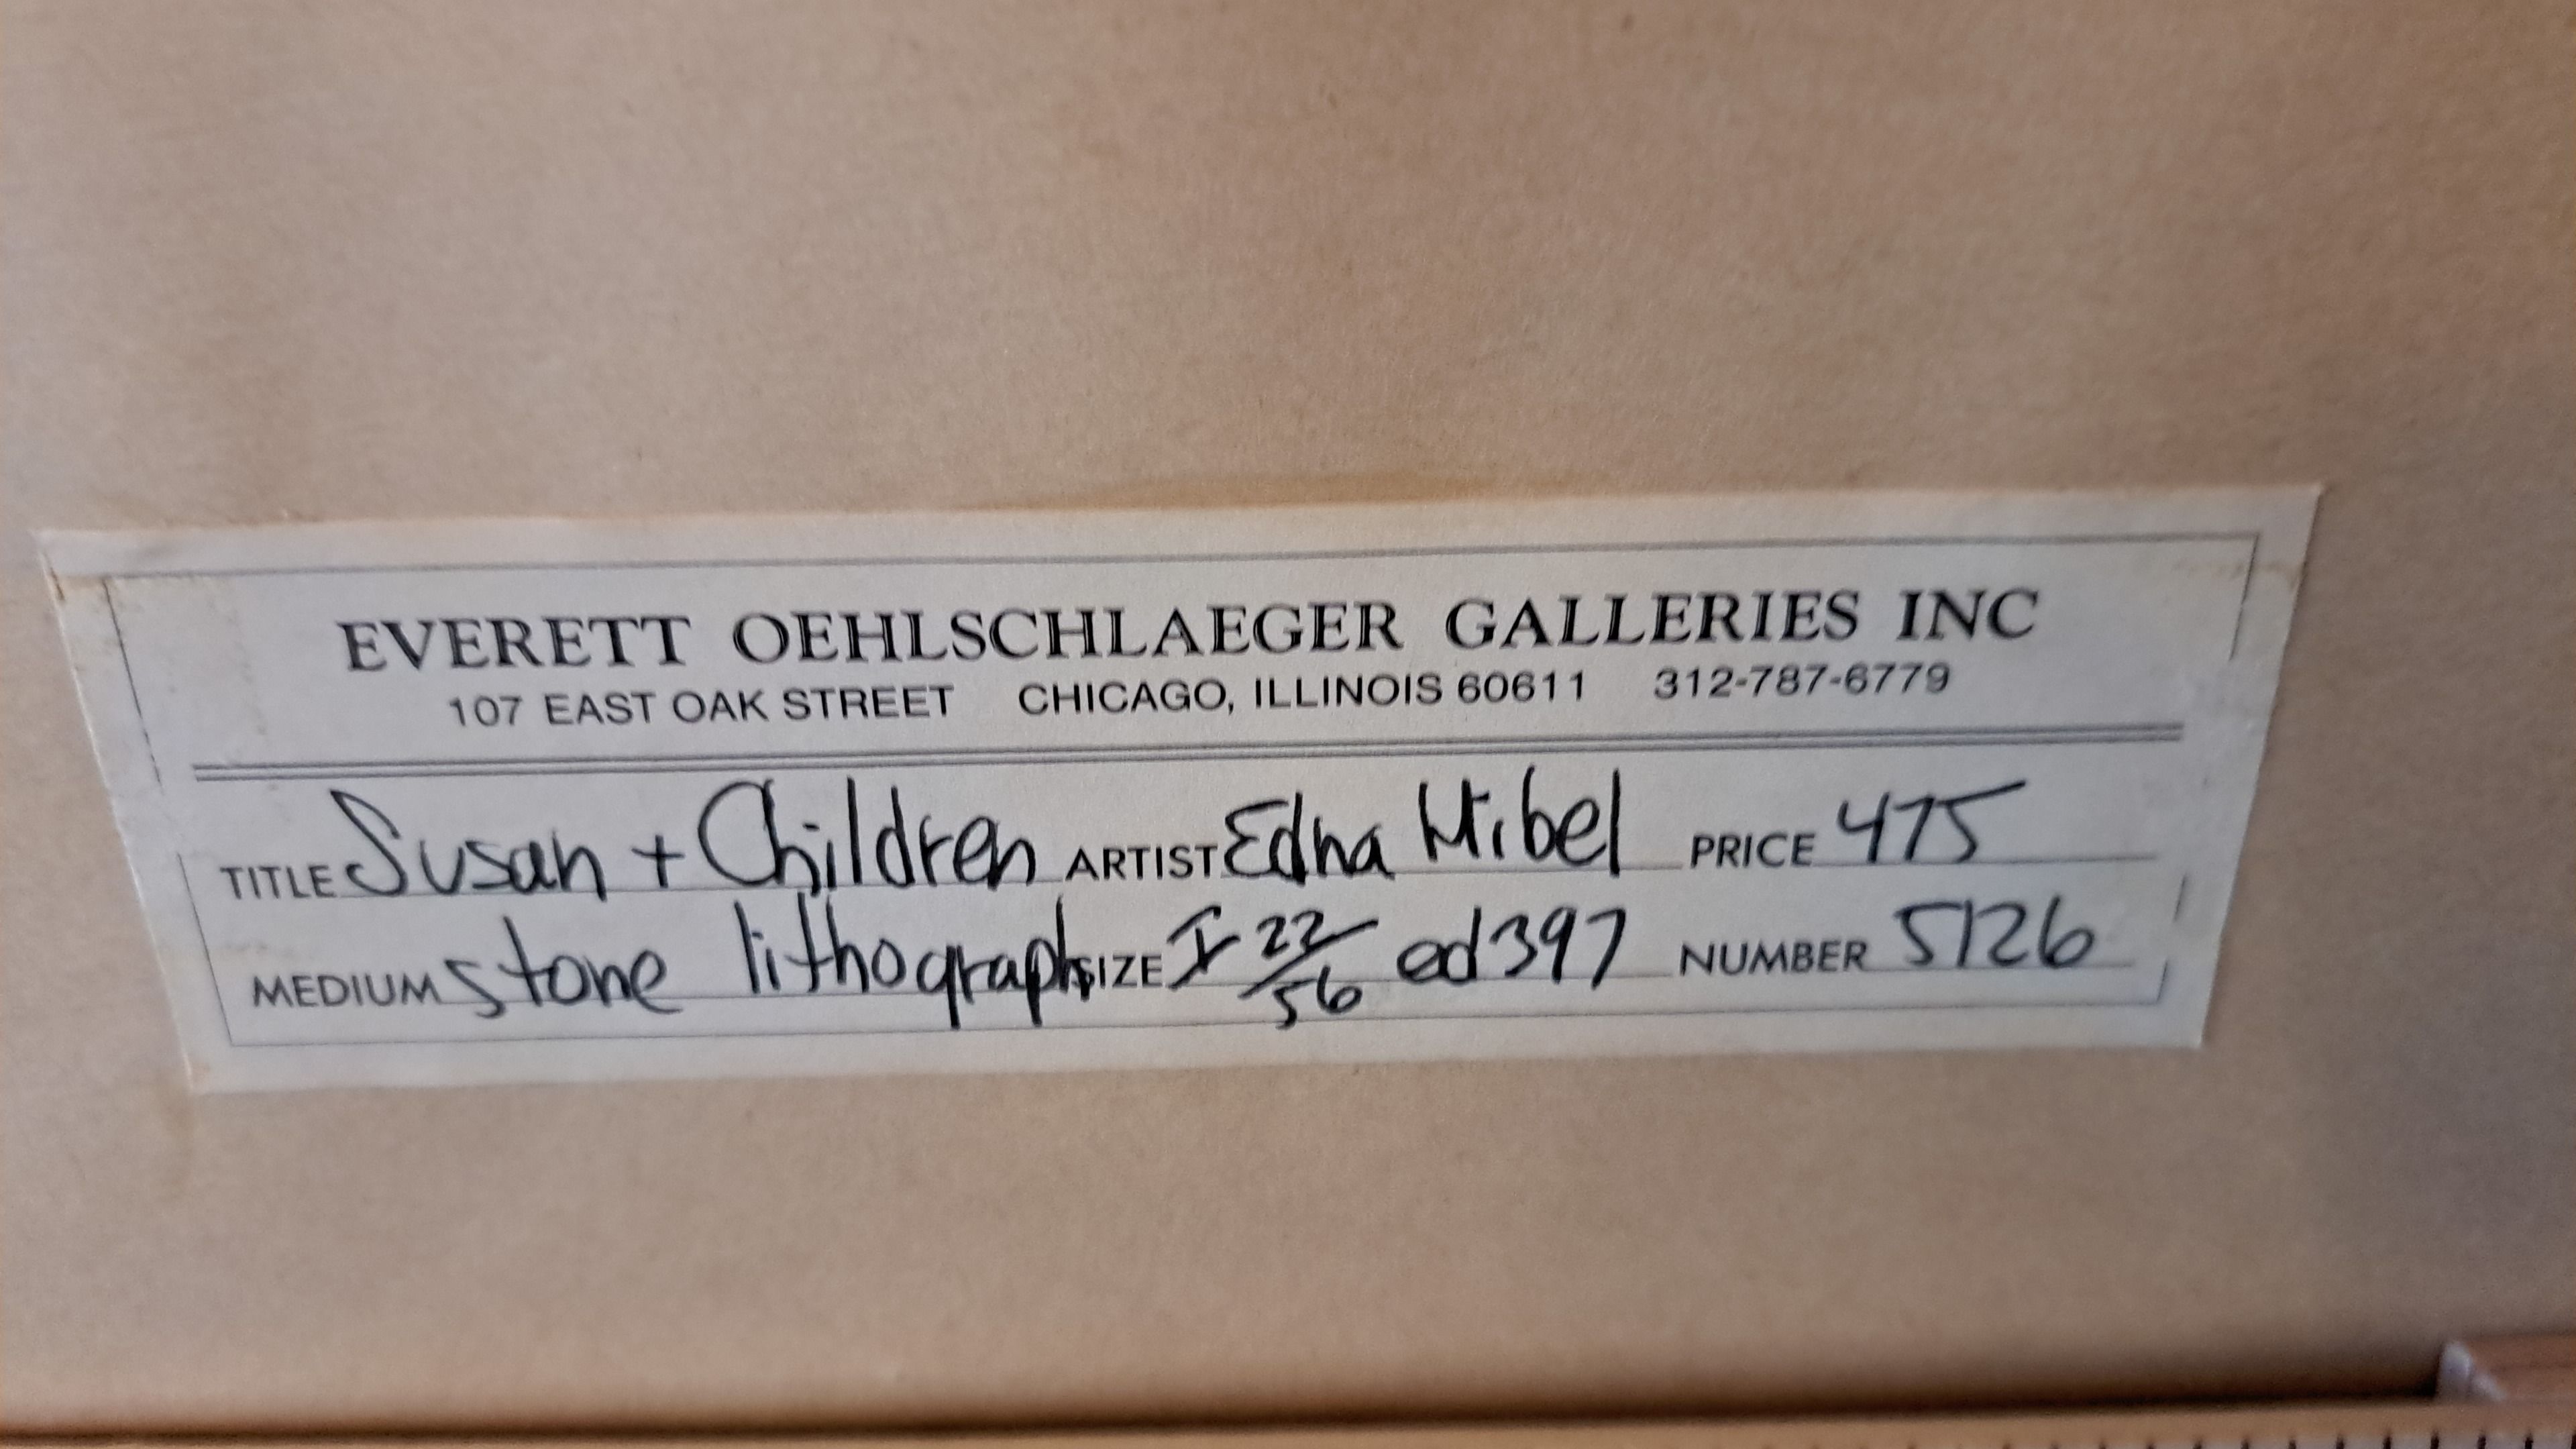 EVERETT OEHLSCHLAEGER GALLERIES INC
107 EAST OAK STREET CHICAGO, ILLINOIS 60611 312-787-6779
TITLE Susan + Children ARTIST Edna Hibel PRICE 475
MEDIUM stone lithograph SIZE I 22/56 ed 397 NUMBER 5126